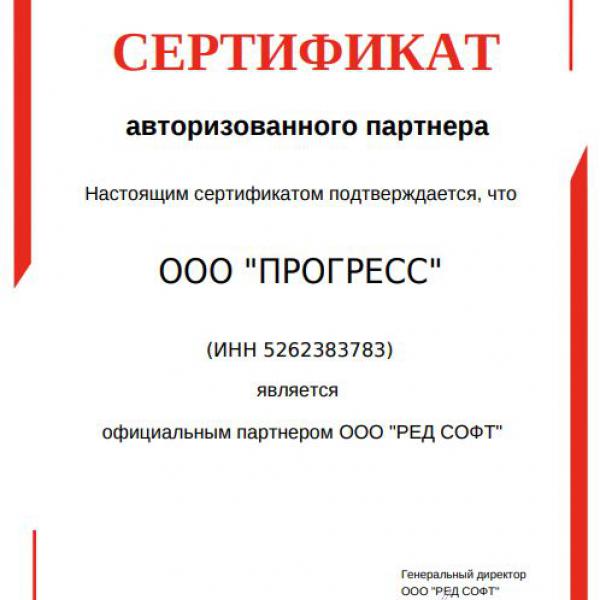 СЕРТИФИКАТ
авторизованного партнера
Настоящим сертификатом подтверждается, что
ООО "ПРОГРЕСС"
(ИНН 5262383783)
является
официальным партнером ООО "РЕД СОФТ"
Генеральный директор
ООО "РЕД СОФТ"